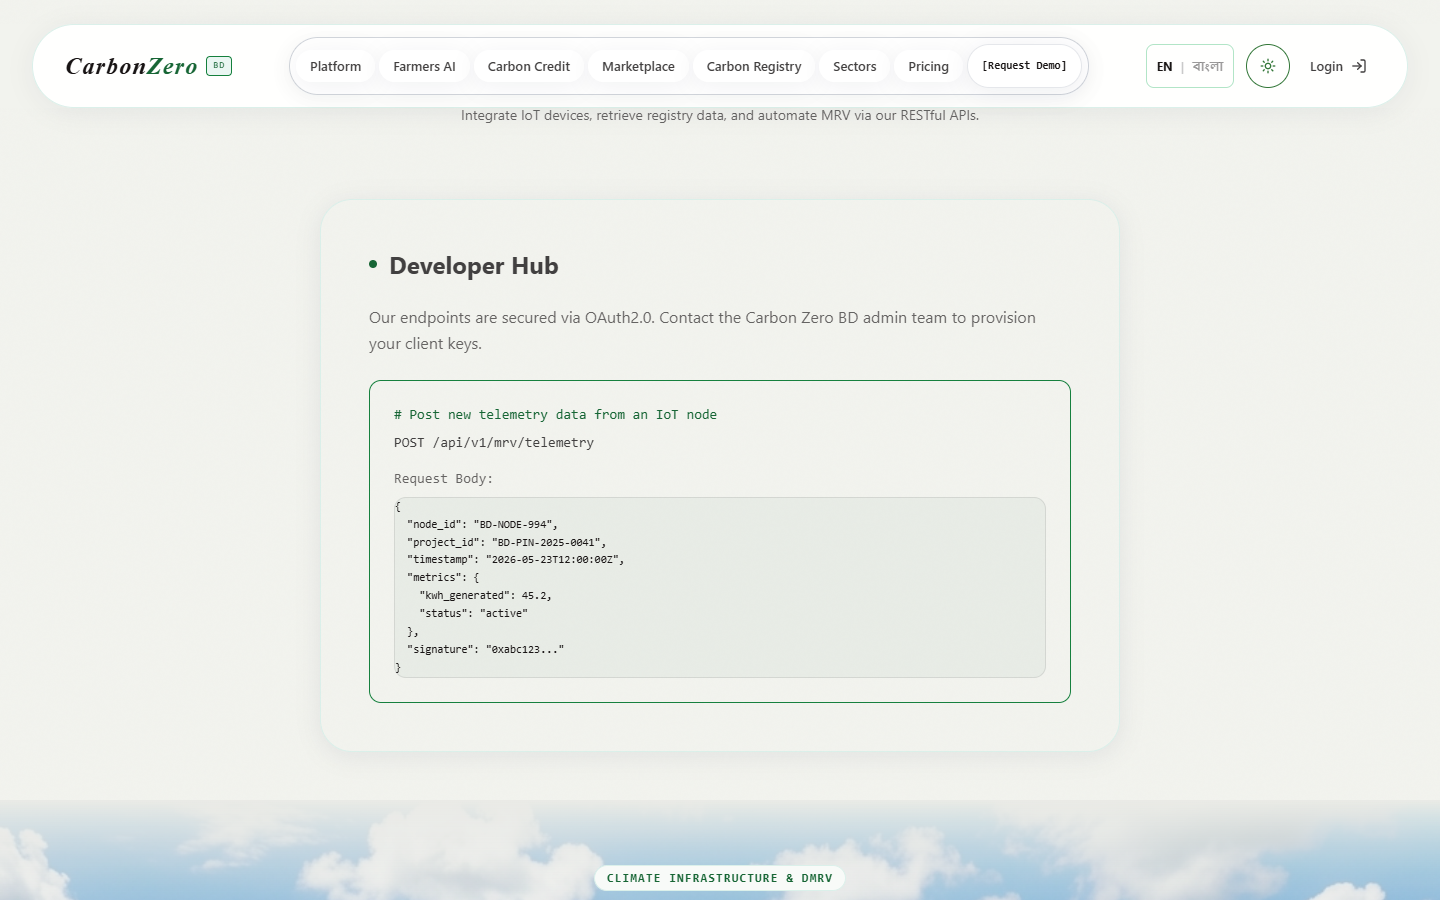 CarbonZero BD
Platform
Farmers AI
Carbon Credit
Marketplace
Carbon Registry
Sectors
Pricing
[Request Demo]
EN | বাংলা
Login
Integrate IoT devices, retrieve registry data, and automate MRV via our RESTful APIs.
Developer Hub
Our endpoints are secured via OAuth2.0. Contact the Carbon Zero BD admin team to provision
your client keys.
# Post new telemetry data from an IoT node
POST /api/v1/mrv/telemetry
Request Body:
{
  "node_id": "BD-NODE-994",
  "project_id": "BD-PIN-2025-0041",
  "timestamp": "2026-05-23T12:00:00Z",
  "metrics": {
    "kwh_generated": 45.2,
    "status": "active"
  },
  "signature": "0xabc123..."
}
CLIMATE INFRASTRUCTURE & DMRV